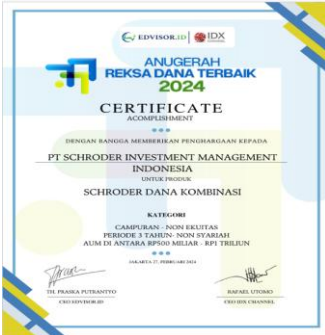 EDVISOR.ID IDX
ANUGERAH
REKSA DANA TERBAIK
2024
CERTIFICATE
ACOMPLISHMENT
DENGAN BANGGA MEMBERIKAN PENGHARGAAN KEPADA
PT SCHRODER INVESTMENT MANAGEMENT
INDONESIA
UNTUK PRODUK
SCHRODER DANA KOMBINASI
KATEGORI
CAMPURAN - NON EKUITAS
PERIODE 3 TAHUN- NON SYARIAH
AUM DI ANTARA RP500 MILIAR - RP1 TRILIUN
JAKARTA 27, FEBRUARI 2024
TH. PRASKA PUTRANTYO RAFAEL UTOMO
CEO EDVISOR.ID CEO IDX CHANNEL